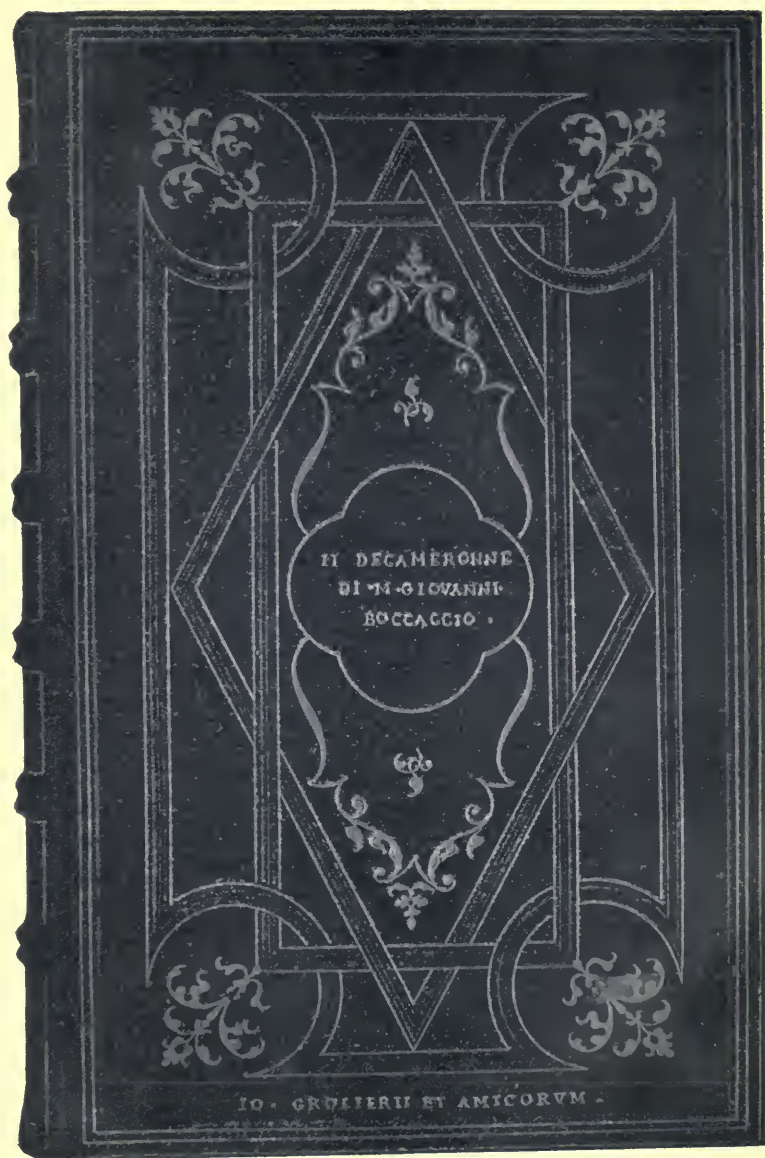 Il DECAMERONNE
DI ·M·GIOVANNI·
BOCCACCIO ·
IO · GROLIERII ET AMICORVM ·